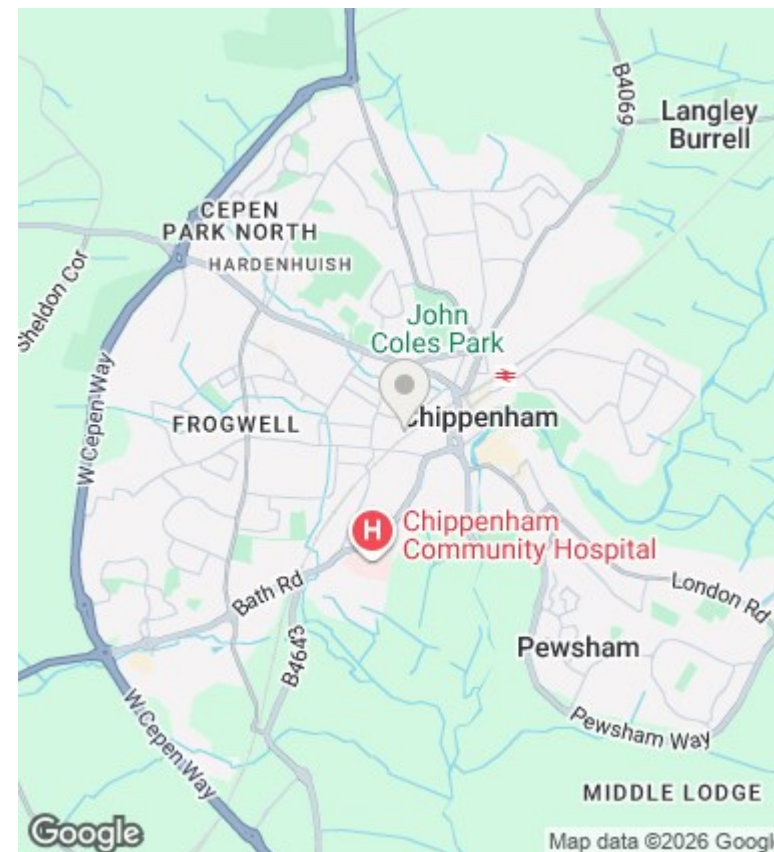 B4069
Langley
Burrell
CEPEN
PARK NORTH
HARDENHUISH
Sheldon Cor
John
Coles Park
W Cepen Way
FROGWELL
Chippenham
H
Chippenham
Community Hospital
Bath Rd
London Rd
B4643
Pewsham
W Cepen Way
Pewsham Way
MIDDLE LODGE
Google
Map data ©2026 Google